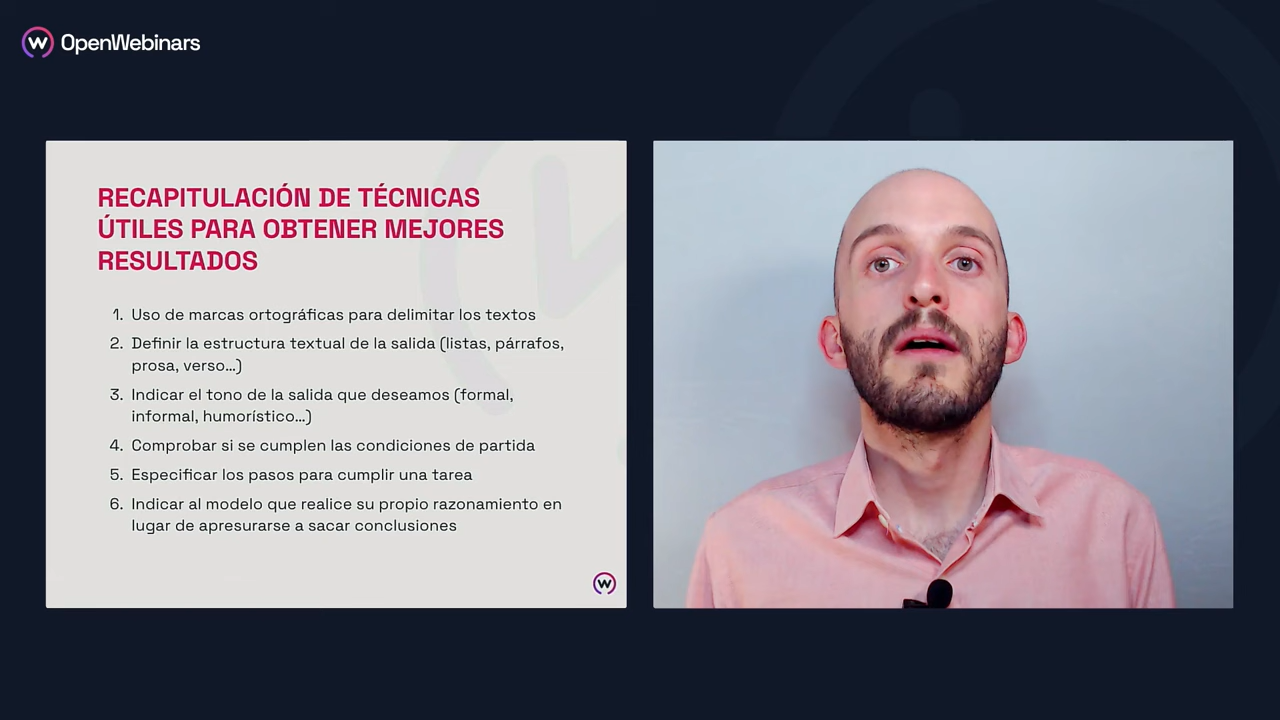 OpenWebinars
RECAPITULACIÓN DE TÉCNICAS
ÚTILES PARA OBTENER MEJORES
RESULTADOS
1. Uso de marcas ortográficas para delimitar los textos
2. Definir la estructura textual de la salida (listas, párrafos,
prosa, verso...)
3. Indicar el tono de la salida que deseamos (formal,
informal, humorístico...)
4. Comprobar si se cumplen las condiciones de partida
5. Especificar los pasos para cumplir una tarea
6. Indicar al modelo que realice su propio razonamiento en
lugar de apresurarse a sacar conclusiones